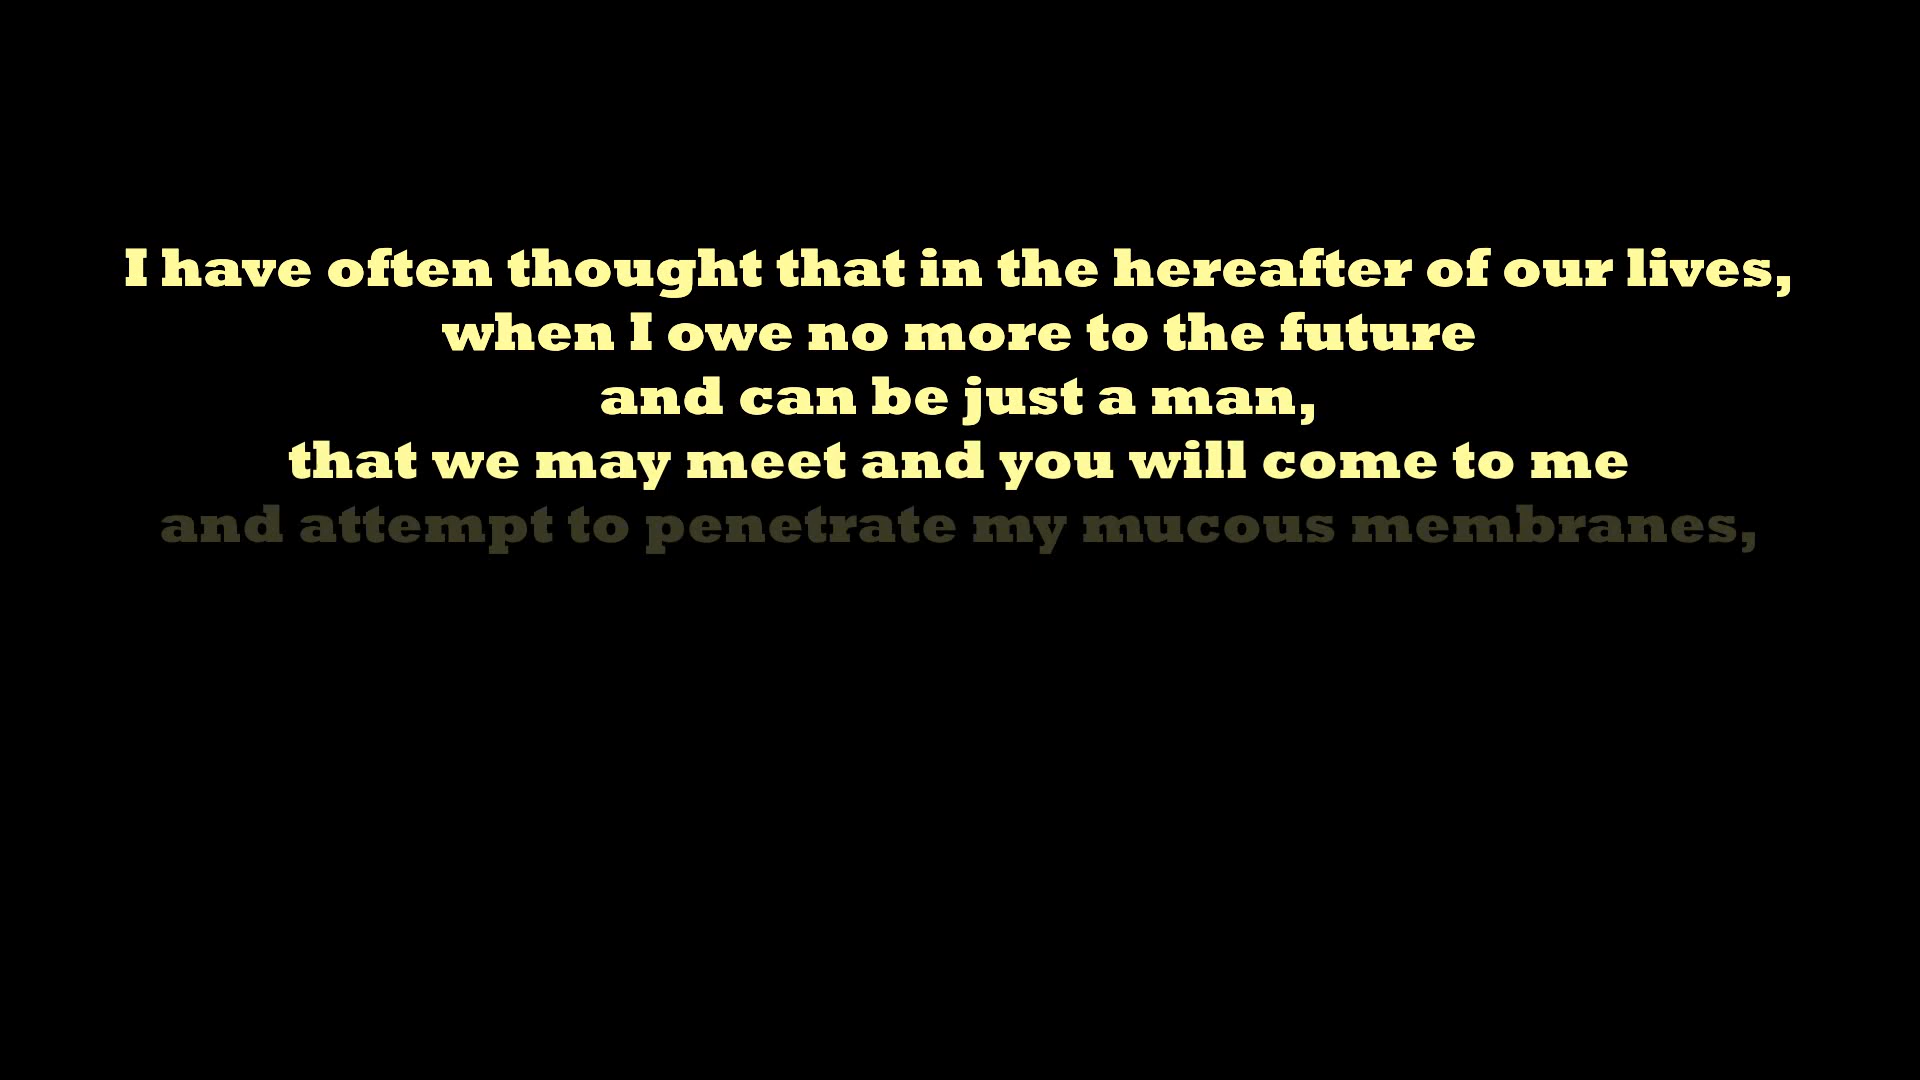 I have often thought that in the hereafter of our lives,
when I owe no more to the future
and can be just a man,
that we may meet and you will come to me
and attempt to penetrate my mucous membranes,